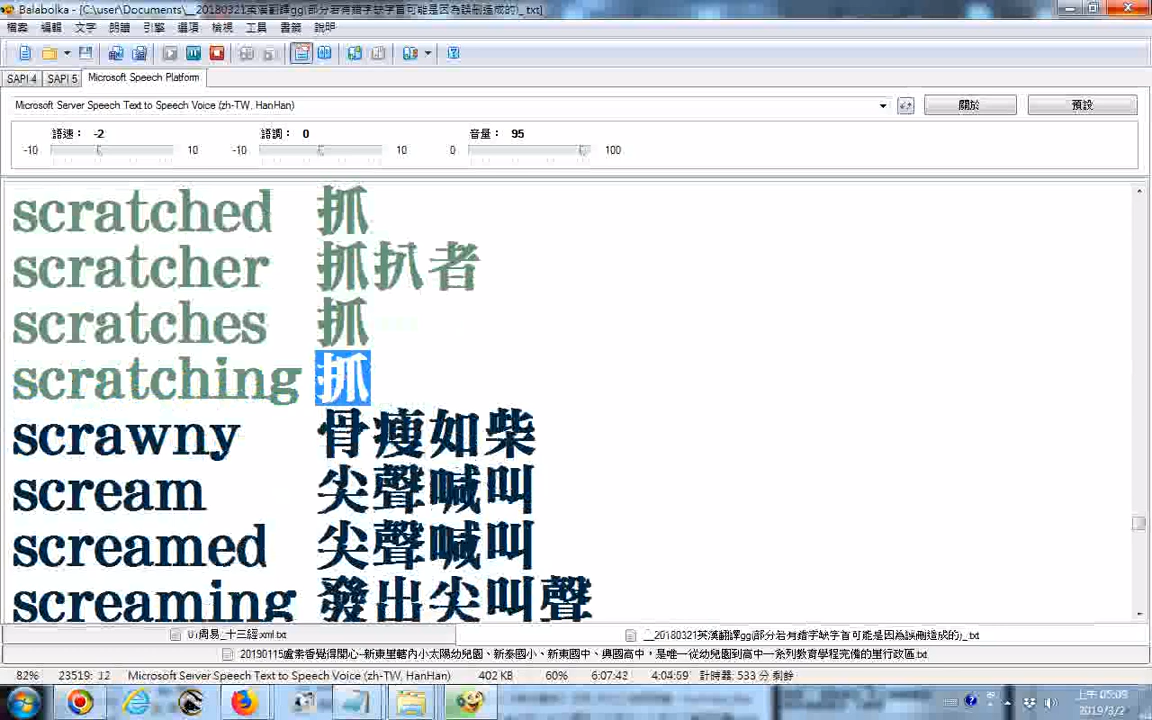 Balabolka - [C:\user\Documents\__20180321英漢翻譯ggl部分若有錯字缺字首可能是因為誤刪造成的)_.txt]
檔案 編輯 文字 朗讀 引擎 選項 檢視 工具 書籤 說明
SAPI 4 SAPI 5 Microsoft Speech Platform
Microsoft Server Speech Text to Speech Voice (zh-TW, HanHan) 關於 預設
語速： -2 語調： 0 音量： 95
-10 10 -10 10 0 100
scratched 抓
scratcher 抓扒者
scratches 抓
scratching 抓
scrawny 骨瘦如柴
scream 尖聲喊叫
screamed 尖聲喊叫
screaming 發出尖叫聲
01周易_十三經.xml.txt __20180321英漢翻譯ggl部分若有錯字缺字首可能是因為誤刪造成的)_.txt
20190115盧素香覺得開心-新東里轄內小太陽幼兒園、新泰國小、新東國中、興國高中，是唯一從幼兒園到高中一系列教育學程完備的里行政區.txt
82% 23519: 12 Microsoft Server Speech Text to Speech Voice (zh-TW, HanHan) 402 KB 60% 6:07:42 4:04:59 計時器: 533 分 剩餘
上午 05:09
2019/3/2